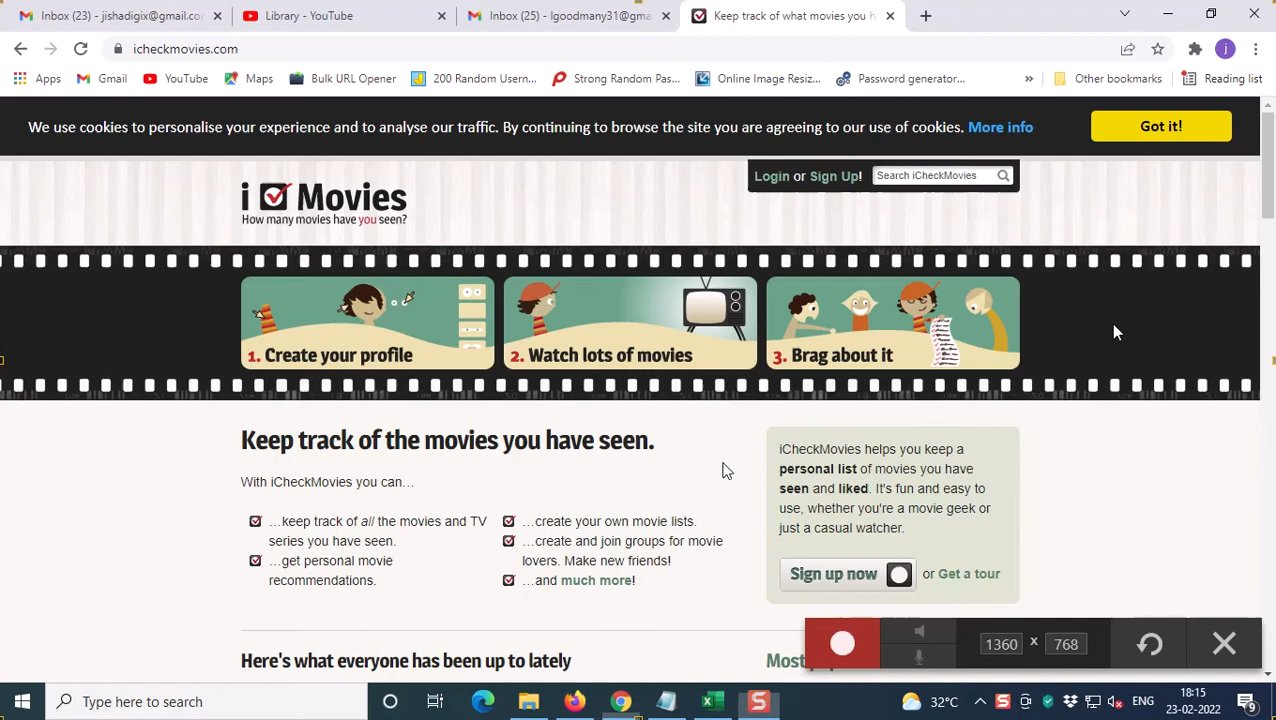 Inbox (23) - jishadigix@gmail.co
Library - YouTube
Inbox (25) - lgoodmany31@gma
Keep track of what movies you h
icheckmovies.com
Apps
Gmail
YouTube
Maps
Bulk URL Opener
200 Random Usern...
Strong Random Pas...
Online Image Resiz...
Password generator...
»
Other bookmarks
Reading list
j
We use cookies to personalise your experience and to analyse our traffic. By continuing to browse the site you are agreeing to our use of cookies. More info
Got it!
Login or Sign Up!
Search iCheckMovies
i Movies
How many movies have you seen?
1. Create your profile
2. Watch lots of movies
3. Brag about it
Keep track of the movies you have seen.
With iCheckMovies you can…
…keep track of all the movies and TV
series you have seen.
…get personal movie
recommendations.
…create your own movie lists.
…create and join groups for movie
lovers. Make new friends!
…and much more!
iCheckMovies helps you keep a
personal list of movies you have
seen and liked. It's fun and easy to
use, whether you're a movie geek or
just a casual watcher.
Sign up now
or Get a tour
Here's what everyone has been up to lately
1360 x 768
Type here to search
32°C
ENG
18:15
23-02-2022
9